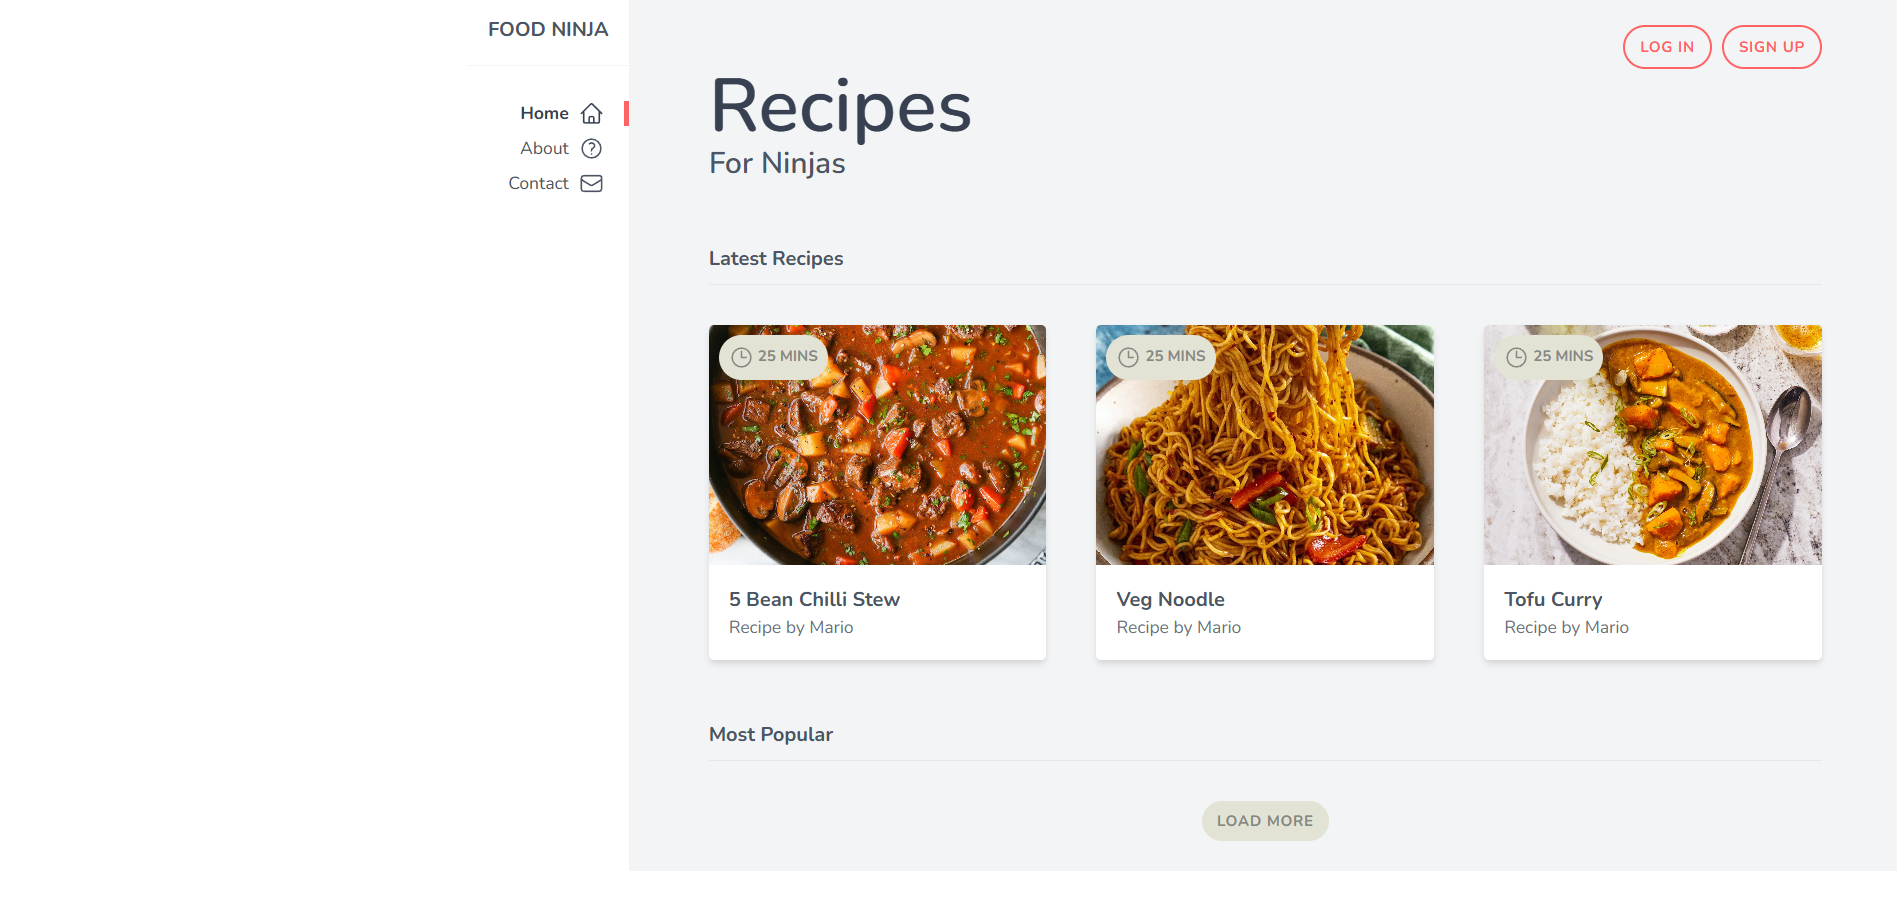 FOOD NINJA
Home
About
Contact
LOG IN
SIGN UP
Recipes
For Ninjas
Latest Recipes
25 MINS
5 Bean Chilli Stew
Recipe by Mario
25 MINS
Veg Noodle
Recipe by Mario
25 MINS
Tofu Curry
Recipe by Mario
Most Popular
LOAD MORE